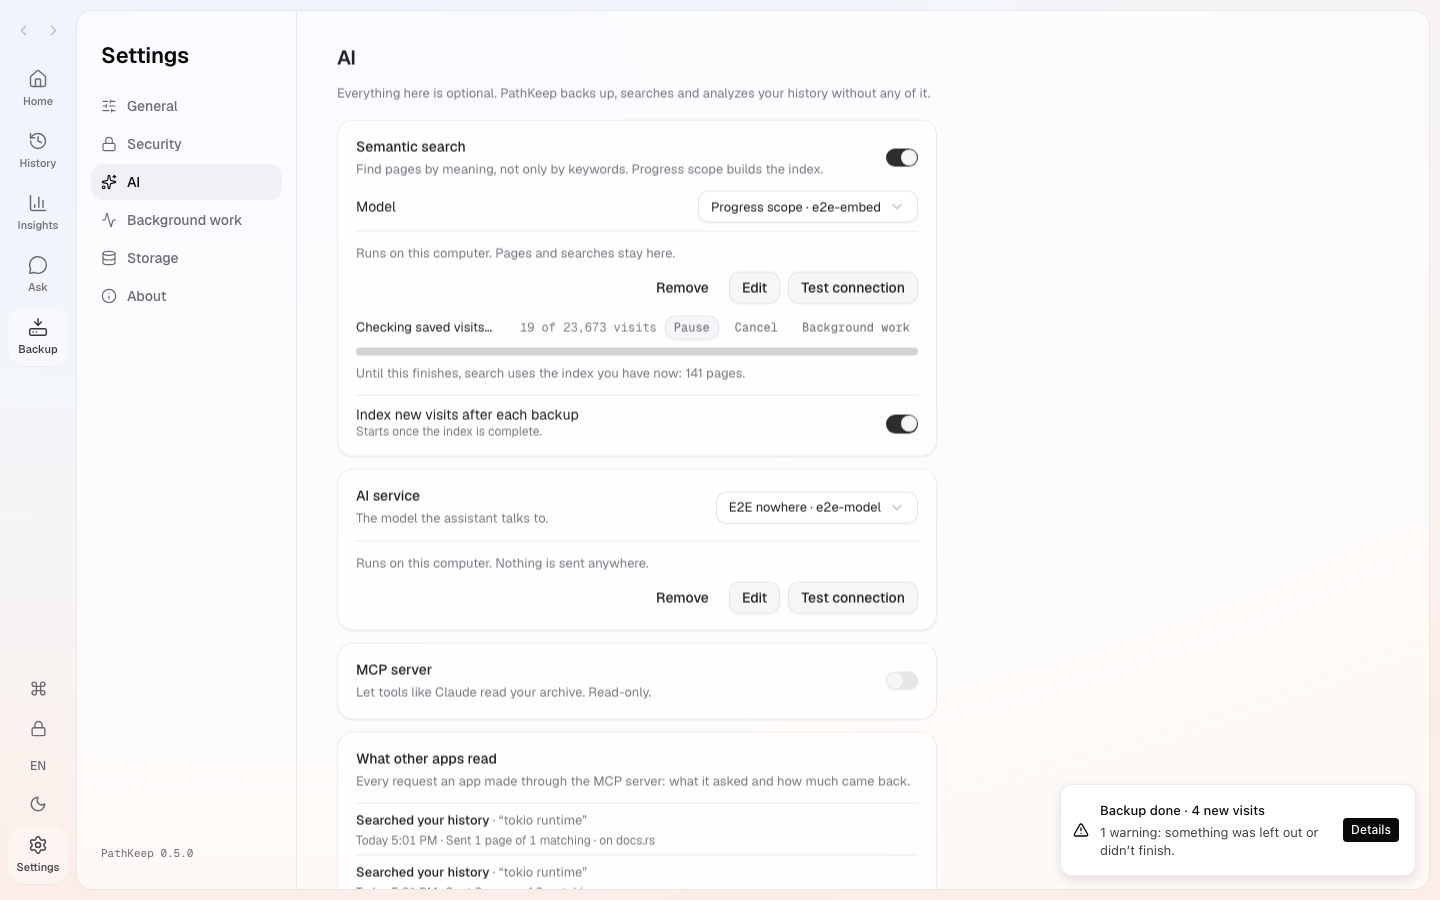 Home
History
Insights
Ask
Backup
EN
Settings
Settings
General
Security
AI
Background work
Storage
About
PathKeep 0.5.0
AI
Everything here is optional. PathKeep backs up, searches and analyzes your history without any of it.
Semantic search
Find pages by meaning, not only by keywords. Progress scope builds the index.
Model
Progress scope · e2e-embed
Runs on this computer. Pages and searches stay here.
Remove Edit Test connection
Checking saved visits… 19 of 23,673 visits Pause Cancel Background work
Until this finishes, search uses the index you have now: 141 pages.
Index new visits after each backup
Starts once the index is complete.
AI service
The model the assistant talks to.
E2E nowhere · e2e-model
Runs on this computer. Nothing is sent anywhere.
Remove Edit Test connection
MCP server
Let tools like Claude read your archive. Read-only.
What other apps read
Every request an app made through the MCP server: what it asked and how much came back.
Searched your history · “tokio runtime”
Today 5:01 PM · Sent 1 page of 1 matching · on docs.rs
Searched your history · “tokio runtime”
Backup done · 4 new visits
1 warning: something was left out or
didn’t finish.
Details